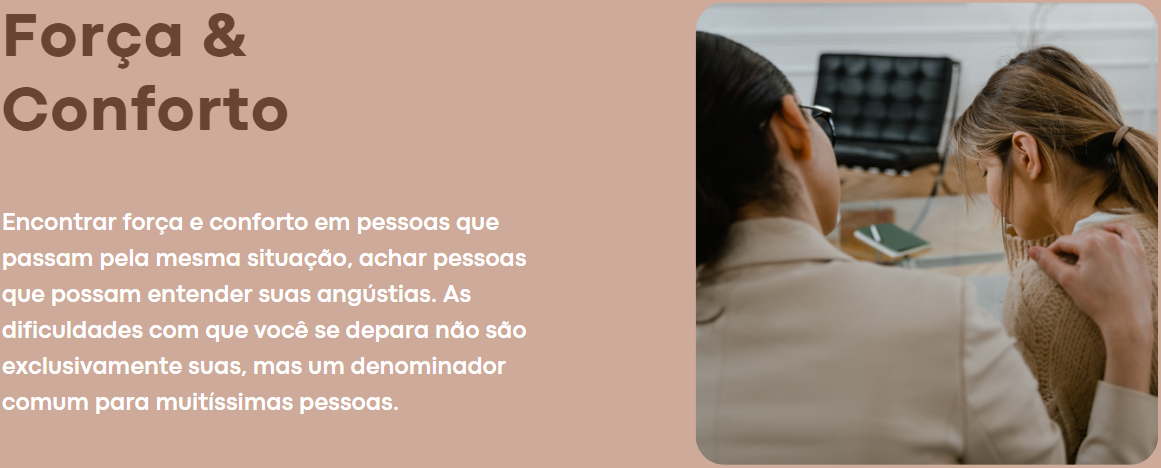 Força &
Conforto
Encontrar força e conforto em pessoas que
passam pela mesma situação, achar pessoas
que possam entender suas angústias. As
dificuldades com que você se depara não são
exclusivamente suas, mas um denominador
comum para muitíssimas pessoas.